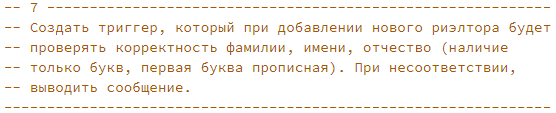 -- 7 --------------------------------------------------------------
-- Создать триггер, который при добавлении нового риэлтора будет
-- проверять корректность фамилии, имени, отчество (наличие
-- только букв, первая буква прописная). При несоответствии,
-- выводить сообщение.
--------------------------------------------------------------------